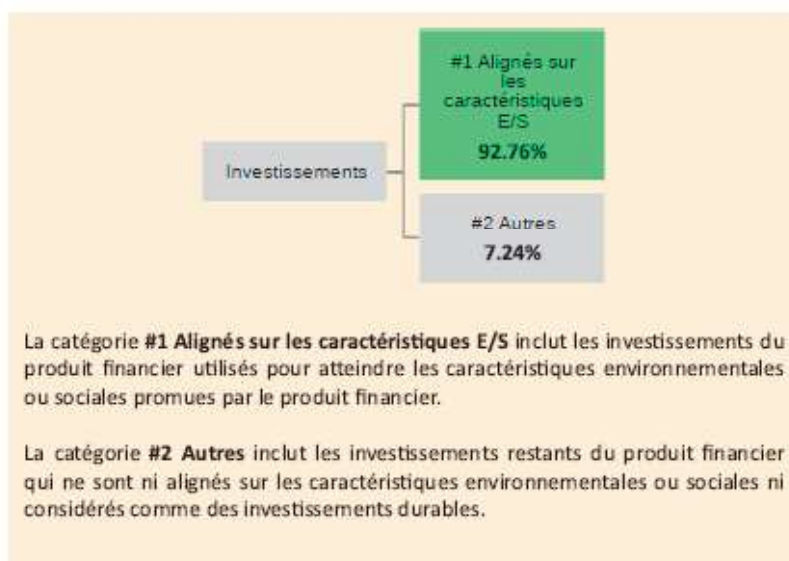 #1 Alignés sur
les
caractéristiques
E/S
92.76%
Investissements
#2 Autres
7.24%
La catégorie #1 Alignés sur les caractéristiques E/S inclut les investissements du
produit financier utilisés pour atteindre les caractéristiques environnementales
ou sociales promues par le produit financier.
La catégorie #2 Autres inclut les investissements restants du produit financier
qui ne sont ni alignés sur les caractéristiques environnementales ou sociales ni
considérés comme des investissements durables.